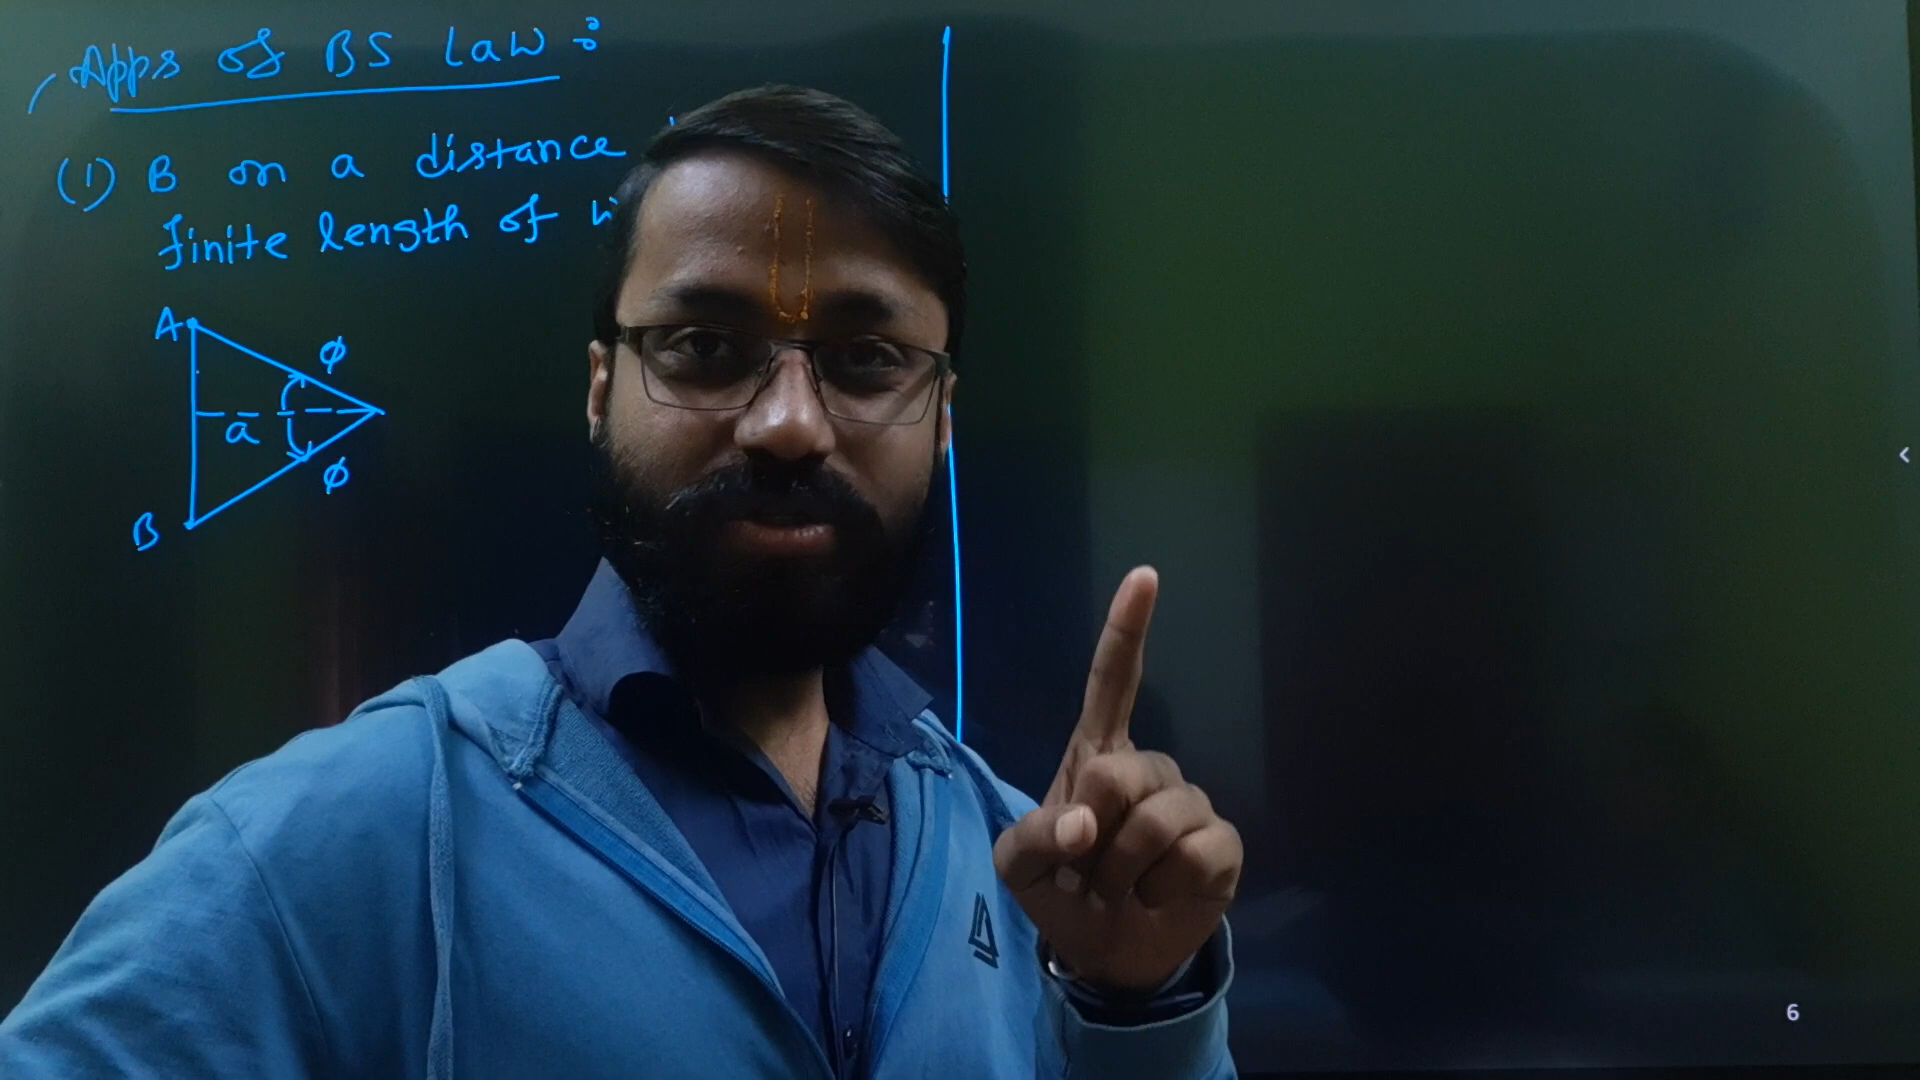 Apps of BS Law :
(1) B on a distance
finite length of
A
ϕ
a
ϕ
B
6